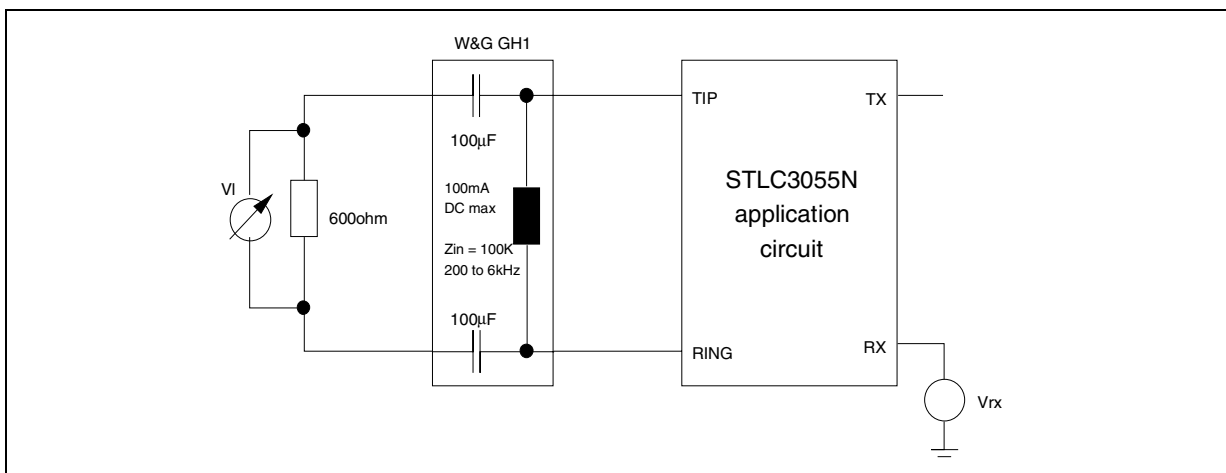 W&G GH1
TIP
TX
100µF
VI
600ohm
100mA
DC max
Zin = 100K
200 to 6kHz
STLC3055N
application
circuit
100µF
RING
RX
Vrx